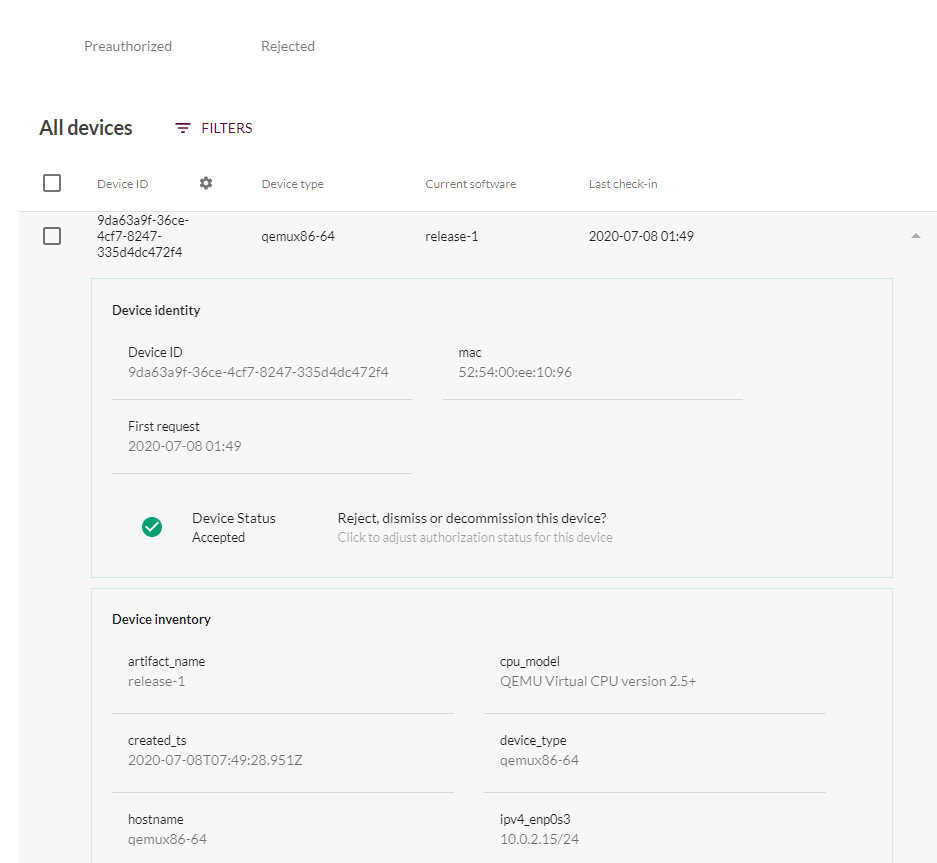 Preauthorized Rejected
All devices FILTERS
Device ID Device type Current software Last check-in
9da63a9f-36ce-
4cf7-8247- qemux86-64 release-1 2020-07-08 01:49
335d4dc472f4
Device identity
Device ID mac
9da63a9f-36ce-4cf7-8247-335d4dc472f4 52:54:00:ee:10:96
First request
2020-07-08 01:49
Device Status Reject, dismiss or decommission this device?
Accepted Click to adjust authorization status for this device
Device inventory
artifact_name cpu_model
release-1 QEMU Virtual CPU version 2.5+
created_ts device_type
2020-07-08T07:49:28.951Z qemux86-64
hostname ipv4_enp0s3
qemux86-64 10.0.2.15/24